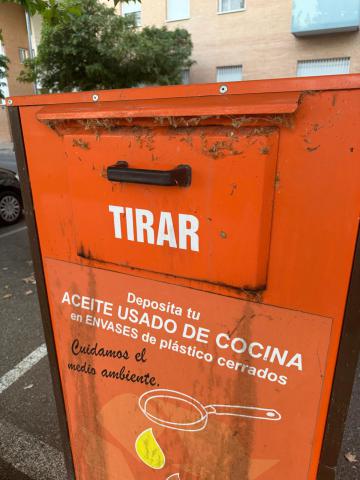 TIRAR
Deposita tu
ACEITE USADO DE COCINA
en ENVASES de plástico cerrados
Cuidamos el
medio ambiente.